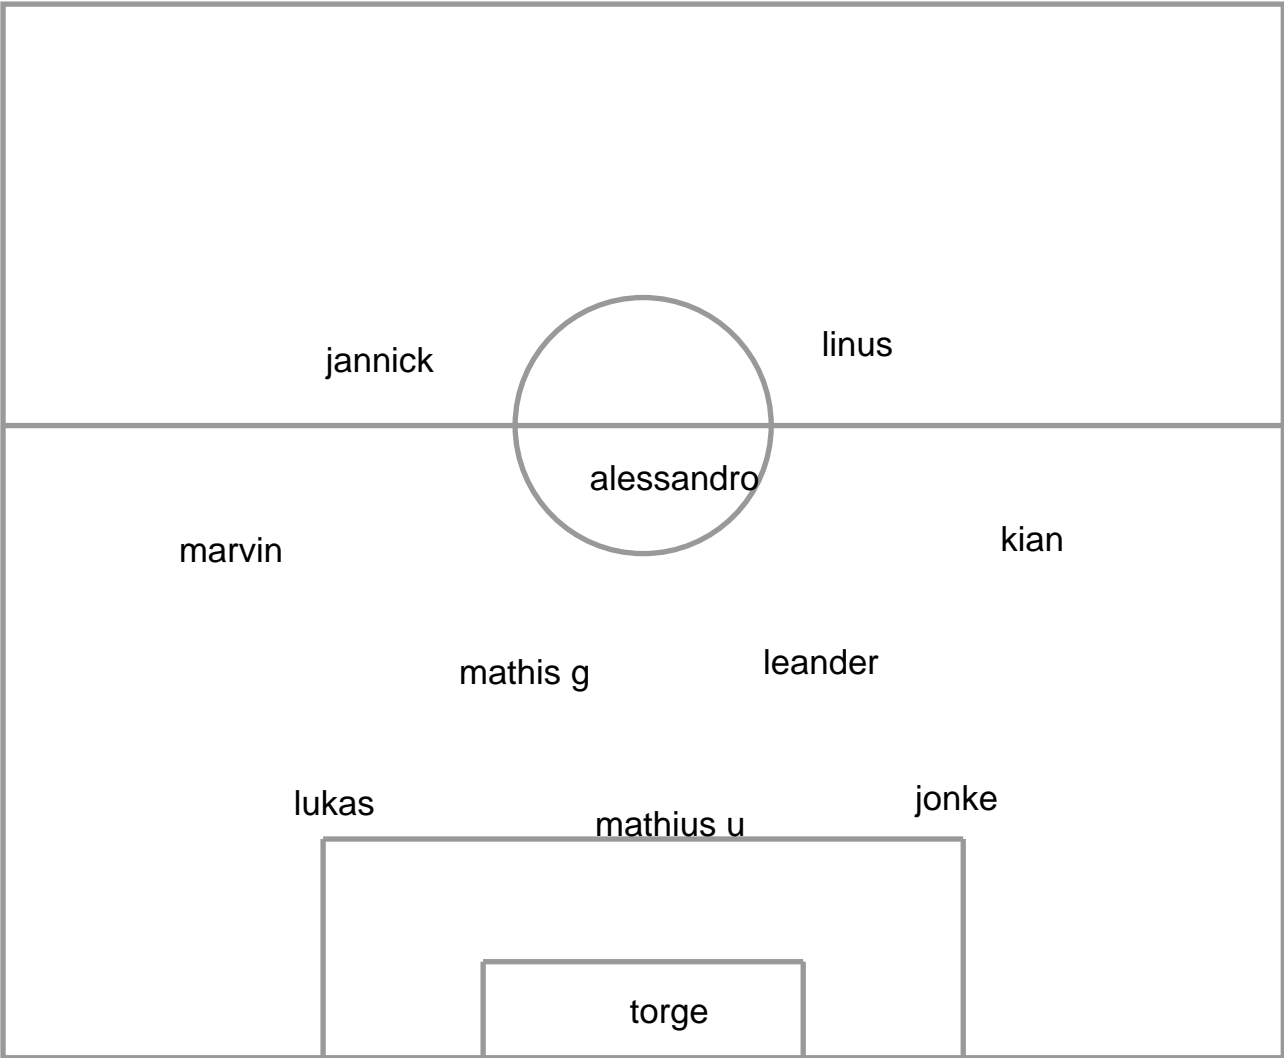 linus
jannick
alessandro
kian
marvin
leander
mathis g
jonke
lukas
mathius u
torge